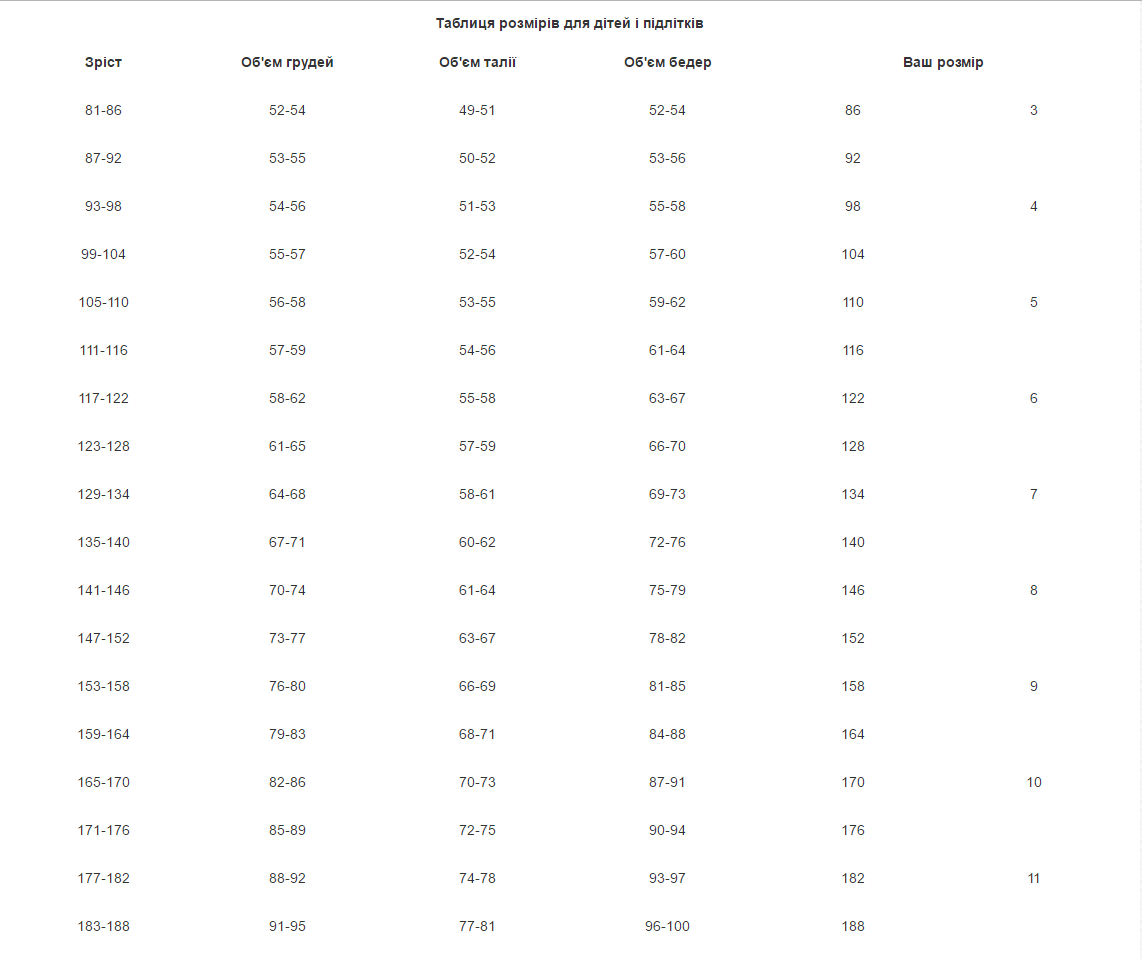 Таблиця розмірів для дітей і підлітків
Зріст Об'єм грудей Об'єм талії Об'єм бедер Ваш розмір
81-86 52-54 49-51 52-54 86 3
87-92 53-55 50-52 53-56 92
93-98 54-56 51-53 55-58 98 4
99-104 55-57 52-54 57-60 104
105-110 56-58 53-55 59-62 110 5
111-116 57-59 54-56 61-64 116
117-122 58-62 55-58 63-67 122 6
123-128 61-65 57-59 66-70 128
129-134 64-68 58-61 69-73 134 7
135-140 67-71 60-62 72-76 140
141-146 70-74 61-64 75-79 146 8
147-152 73-77 63-67 78-82 152
153-158 76-80 66-69 81-85 158 9
159-164 79-83 68-71 84-88 164
165-170 82-86 70-73 87-91 170 10
171-176 85-89 72-75 90-94 176
177-182 88-92 74-78 93-97 182 11
183-188 91-95 77-81 96-100 188